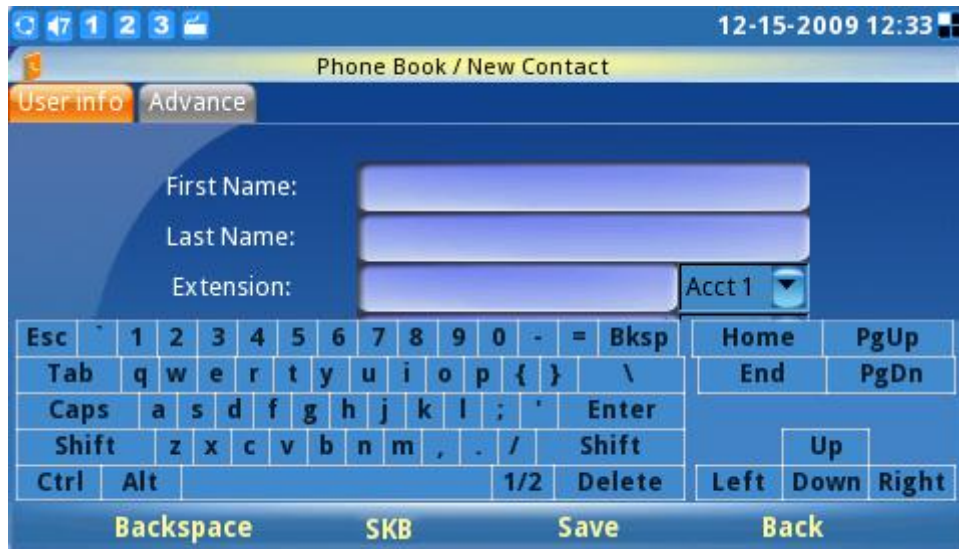 7 1 2 3 12-15-2009 12:33
Phone Book / New Contact
User info Advance
First Name:
Last Name:
Extension: Acct 1
Esc ` 1 2 3 4 5 6 7 8 9 0 - = Bksp Home PgUp
Tab q w e r t y u i o p { } \ End PgDn
Caps a s d f g h j k l ; ' Enter
Shift z x c v b n m , . / Shift Up
Ctrl Alt 1/2 Delete Left Down Right
Backspace SKB Save Back